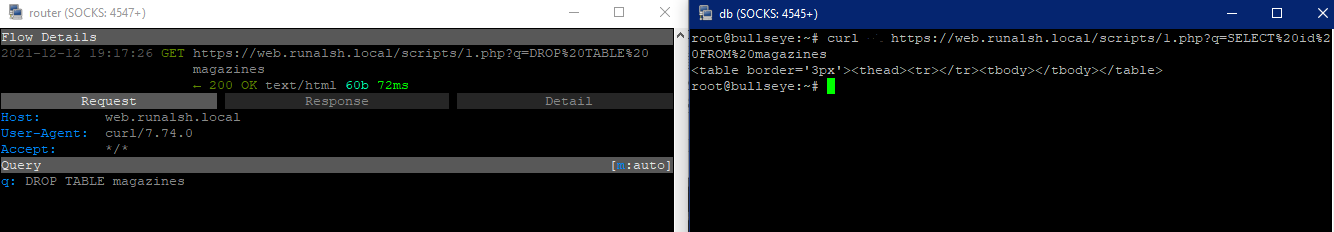 router (SOCKS: 4547+)
Flow Details
2021-12-12 19:17:26 GET https://web.runalsh.local/scripts/1.php?q=DROP%20TABLE%20
magazines
← 200 OK text/html 60b 72ms
Request Response Detail
Host: web.runalsh.local
User-Agent: curl/7.74.0
Accept: */*
Query [m:auto]
q: DROP TABLE magazines
db (SOCKS: 4545+)
root@bullseye:~# curl https://web.runalsh.local/scripts/1.php?q=SELECT%20id%2
0FROM%20magazines
<table border='3px'><thead><tr></tr><tbody></tbody></table>
root@bullseye:~#